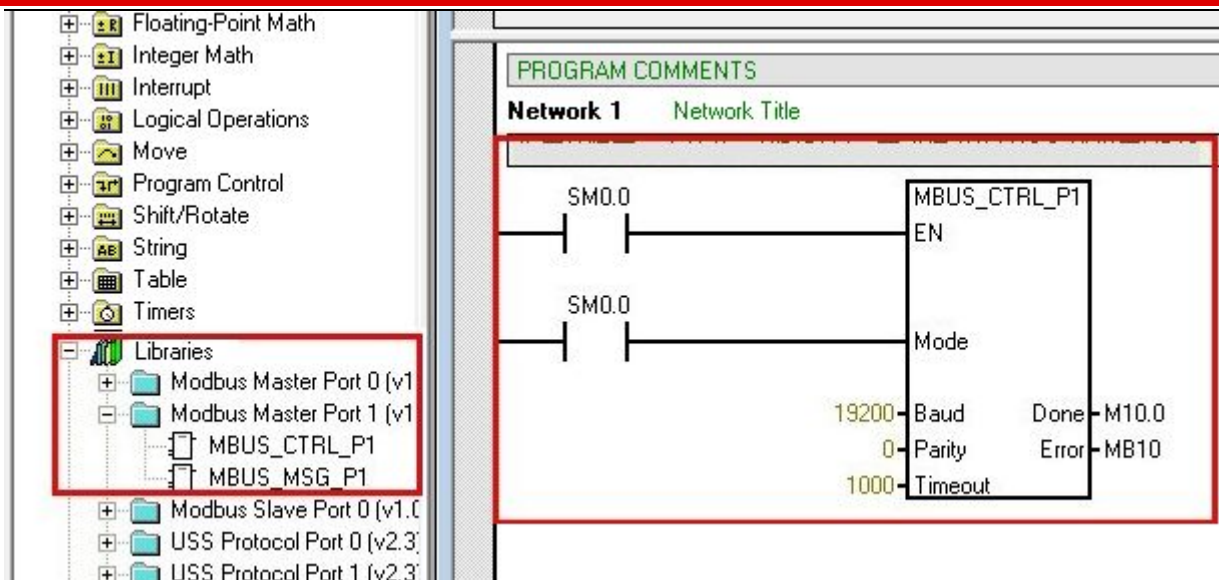 Floating-Point Math
Integer Math
Interrupt
Logical Operations
Move
Program Control
Shift/Rotate
String
Table
Timers
Libraries
Modbus Master Port 0 (v1
Modbus Master Port 1 (v1
MBUS_CTRL_P1
MBUS_MSG_P1
Modbus Slave Port 0 (v1.0
USS Protocol Port 0 (v2.3)
USS Protocol Port 1 (v2.3)
PROGRAM COMMENTS
Network 1 Network Title
SM0.0
MBUS_CTRL_P1
EN
SM0.0
Mode
19200 Baud Done M10.0
0 Parity Error MB10
1000 Timeout